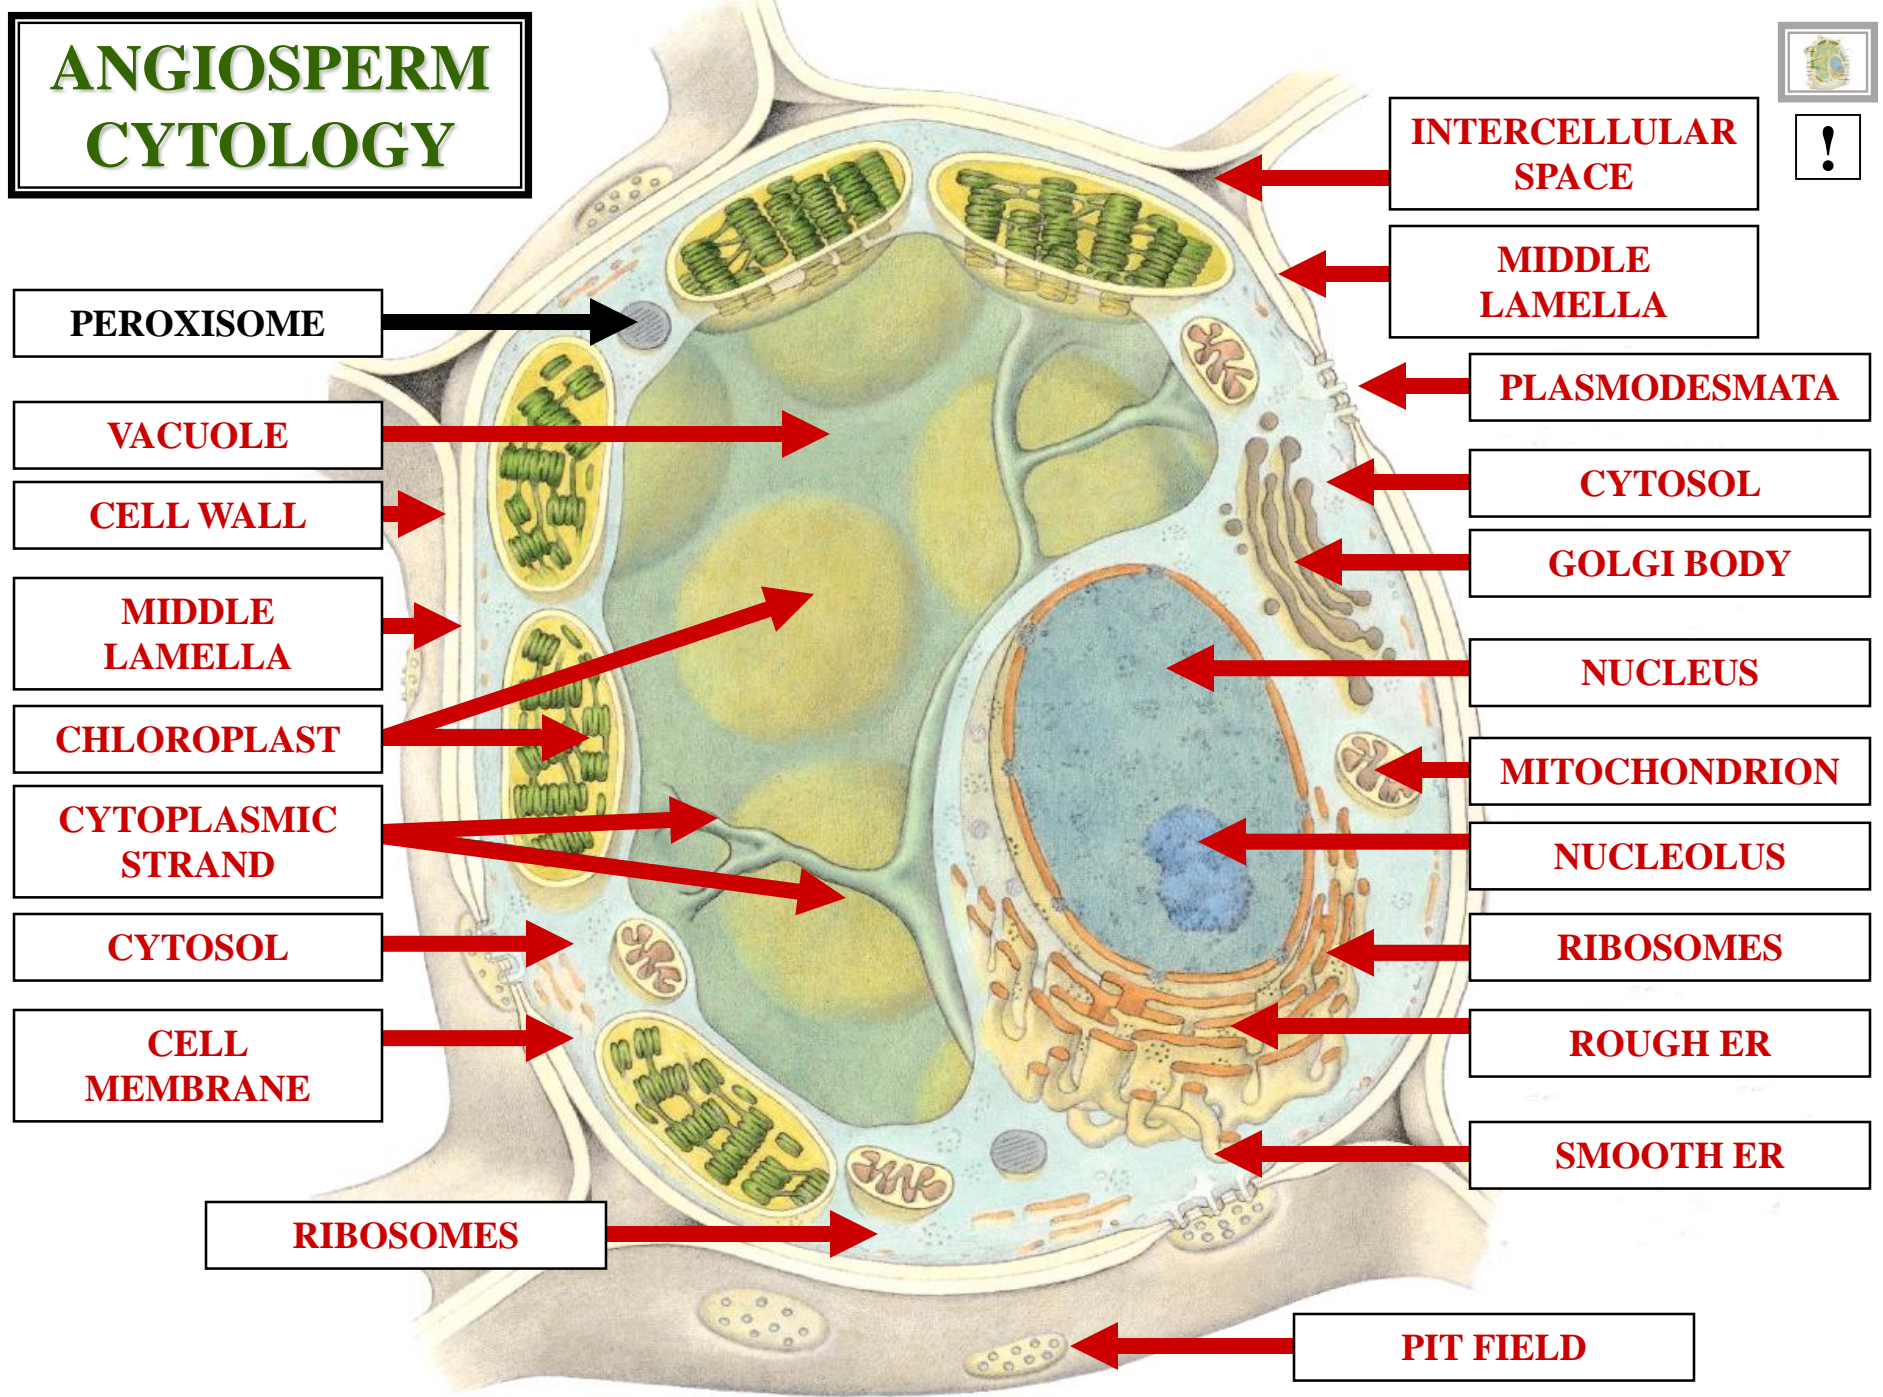 ANGIOSPERM
CYTOLOGY
PEROXISOME
VACUOLE
CELL WALL
MIDDLE
LAMELLA
CHLOROPLAST
CYTOPLASMIC
STRAND
CYTOSOL
CELL
MEMBRANE
RIBOSOMES
INTERCELLULAR
SPACE
!
MIDDLE
LAMELLA
PLASMODESMATA
CYTOSOL
GOLGI BODY
NUCLEUS
MITOCHONDRION
NUCLEOLUS
RIBOSOMES
ROUGH ER
SMOOTH ER
PIT FIELD